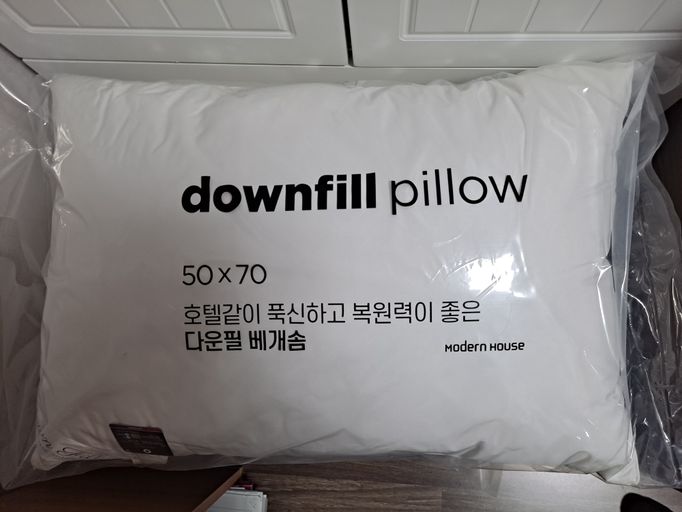 downfill pillow
50 x 70
호텔같이 푹신하고 복원력이 좋은
다운필 베개솜
MODERN HOUSE